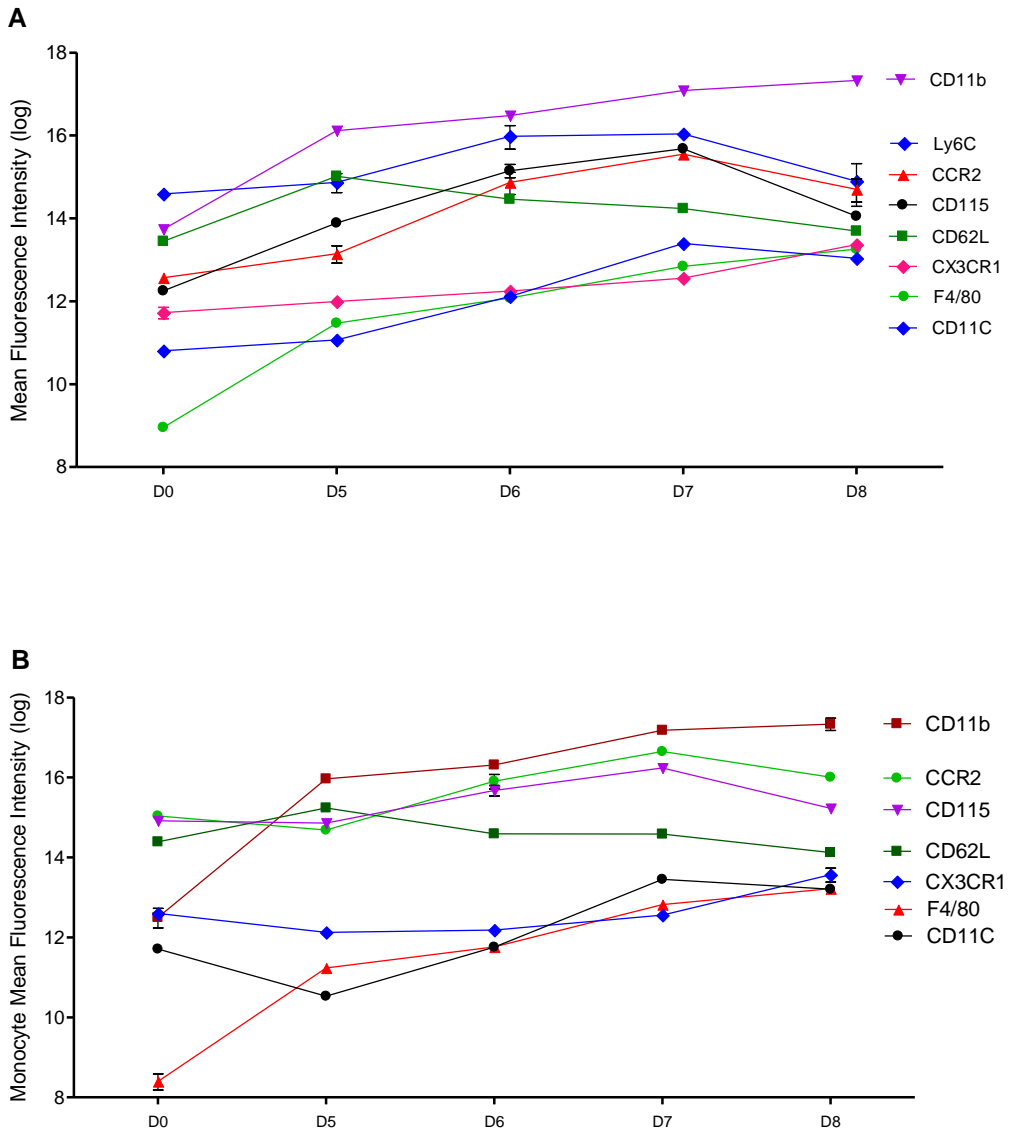 A
Mean Fluorescence Intensity (log)
18
16
14
12
10
8
D0 D5 D6 D7 D8
CD11b
Ly6C
CCR2
CD115
CD62L
CX3CR1
F4/80
CD11C
B
Monocyte Mean Fluorescence Intensity (log)
18
16
14
12
10
8
D0 D5 D6 D7 D8
CD11b
CCR2
CD115
CD62L
CX3CR1
F4/80
CD11C